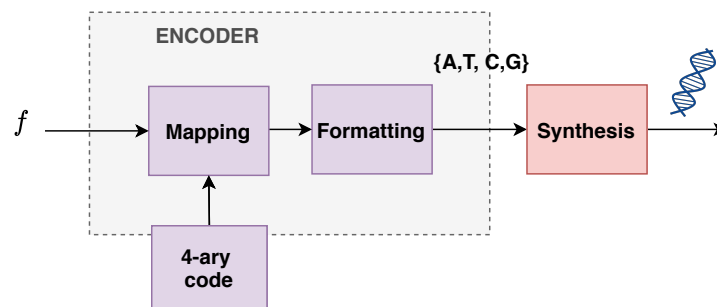 ENCODER
{A,T, C,G}
f
Mapping
Formatting
Synthesis
4-ary
code